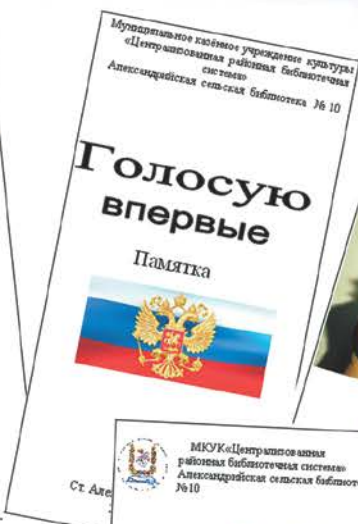 Муниципальное казённое учреждение культуры
«Централизованная районная библиотечная
система»
Александрийская сельская библиотека № 10
Голосую
впервые
Памятка
Ст. Але
МКУК«Централизованная
районная библиотечная система»
Александрийская сельская библиот
№10